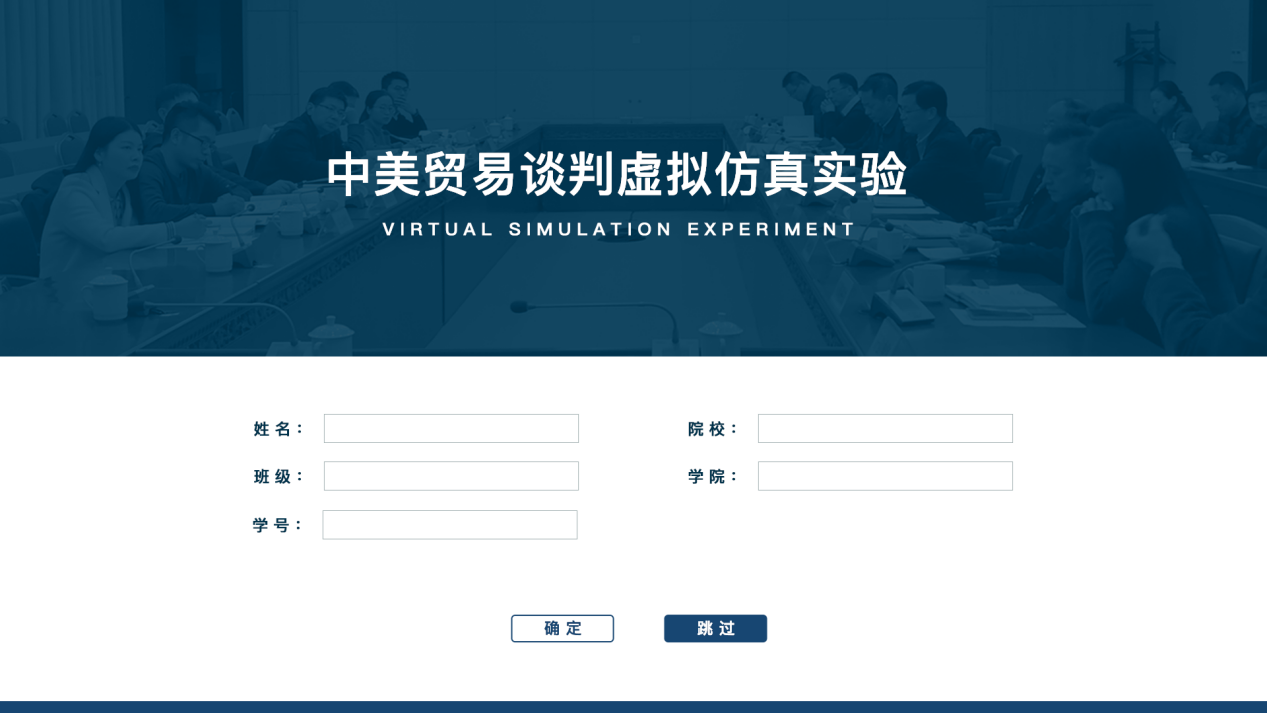 中美贸易谈判虚拟仿真实验
VIRTUAL SIMULATION EXPERIMENT
姓名：
院校：
班级：
学院：
学号：
确定
跳过